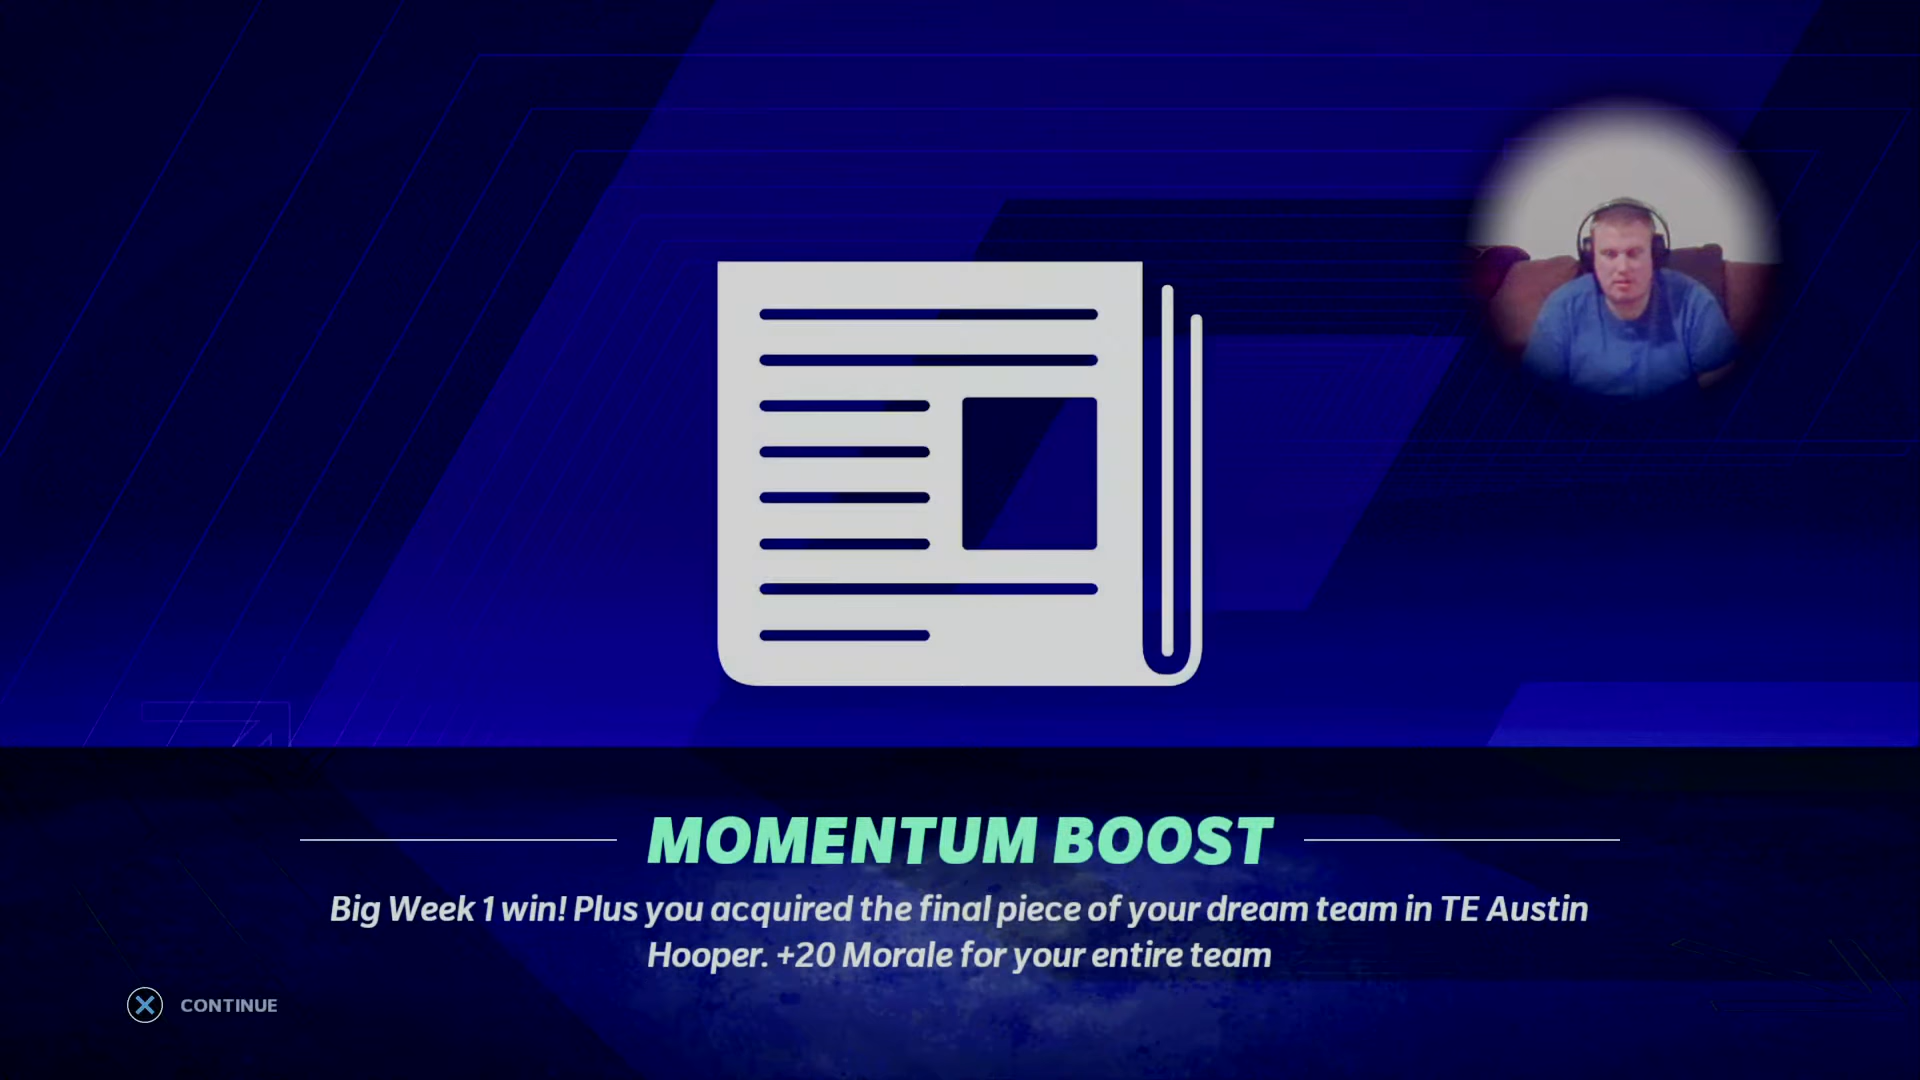 MOMENTUM BOOST
Big Week 1 win! Plus you acquired the final piece of your dream team in TE Austin
Hooper. +20 Morale for your entire team
CONTINUE